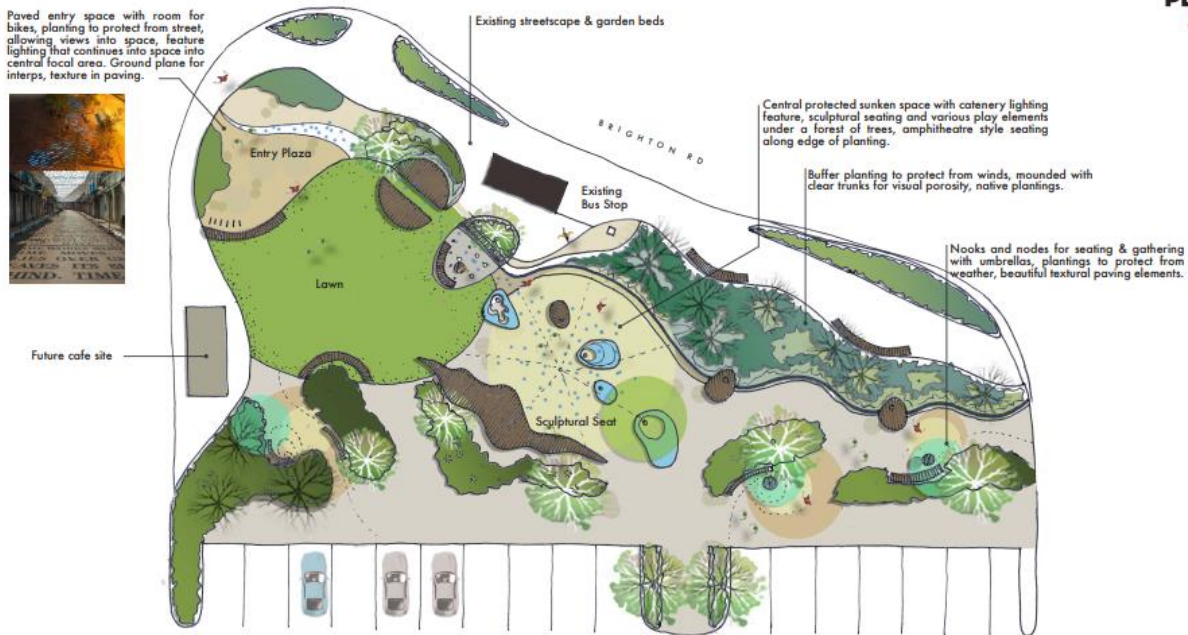 Paved entry space with room for
bikes, planting to protect from street,
allowing views into space, feature
lighting that continues into space into
central focal area. Ground plane for
interps, texture in paving.
Existing streetscape & garden beds
BRIGHTON RD
Central protected sunken space with catenery lighting
feature, sculptural seating and various play elements
under a forest of trees, amphitheatre style seating
along edge of planting.
Entry Plaza
Existing
Bus Stop
Buffer planting to protect from winds, mounded with
clear trunks for visual porosity, native plantings.
Nooks and nodes for seating & gathering
with umbrellas, plantings to protect from
weather, beautiful textural paving elements.
Lawn
Future cafe site
Sculptural Seat